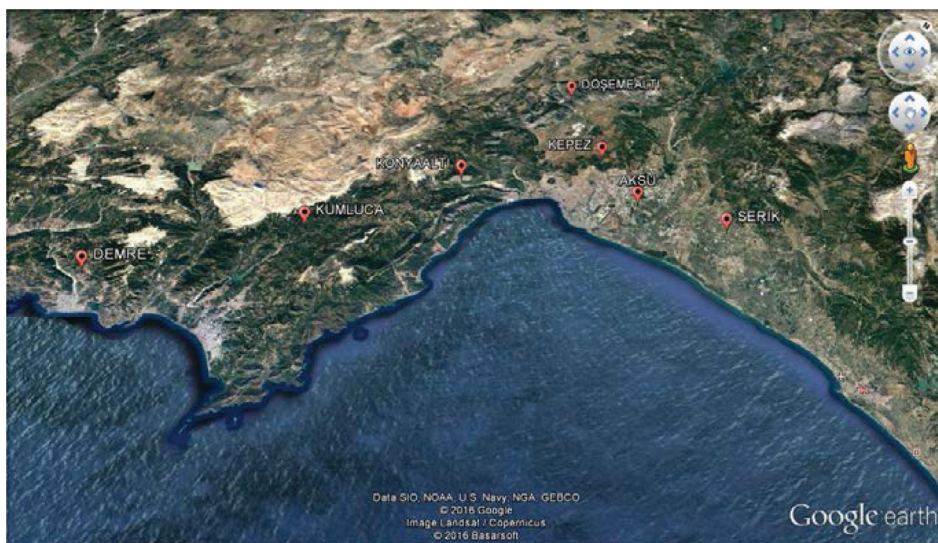 N
DÖŞEMEALTI
KEPEZ
KONYAALTI
AKSU
KUMLUCA
SERİK
DEMRE
Data SIO, NOAA, U.S. Navy, NGA, GEBCO
© 2016 Google
Image Landsat / Copernicus
© 2016 Basarsoft
Google earth